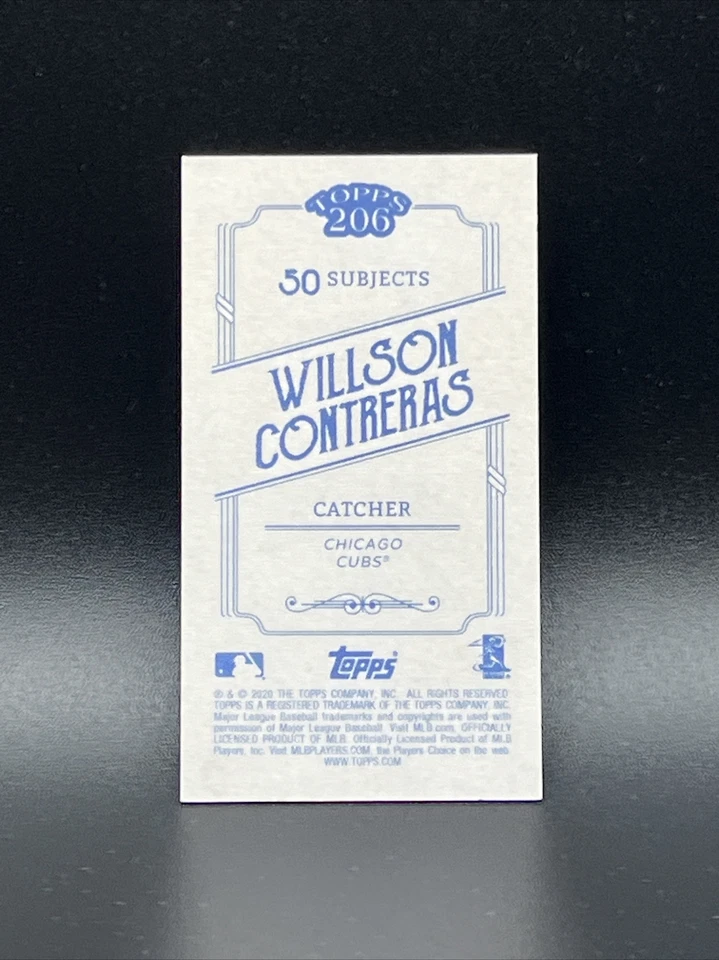 TOPPS
206
50 SUBJECTS
WILLSON
CONTRERAS
CATCHER
CHICAGO
CUBS®
topps®
® & © 2020 THE TOPPS COMPANY, INC. ALL RIGHTS RESERVED
TOPPS IS A REGISTERED TRADEMARK OF THE TOPPS COMPANY, INC.
Major League Baseball trademarks and copyrights are used with
permission of Major League Baseball. Visit MLB.com. OFFICIALLY
LICENSED PRODUCT OF MLB. Officially Licensed Product of MLB
Players, Inc. Visit MLBPLAYERS.COM, the Players Choice on the web.
WWW.TOPPS.COM